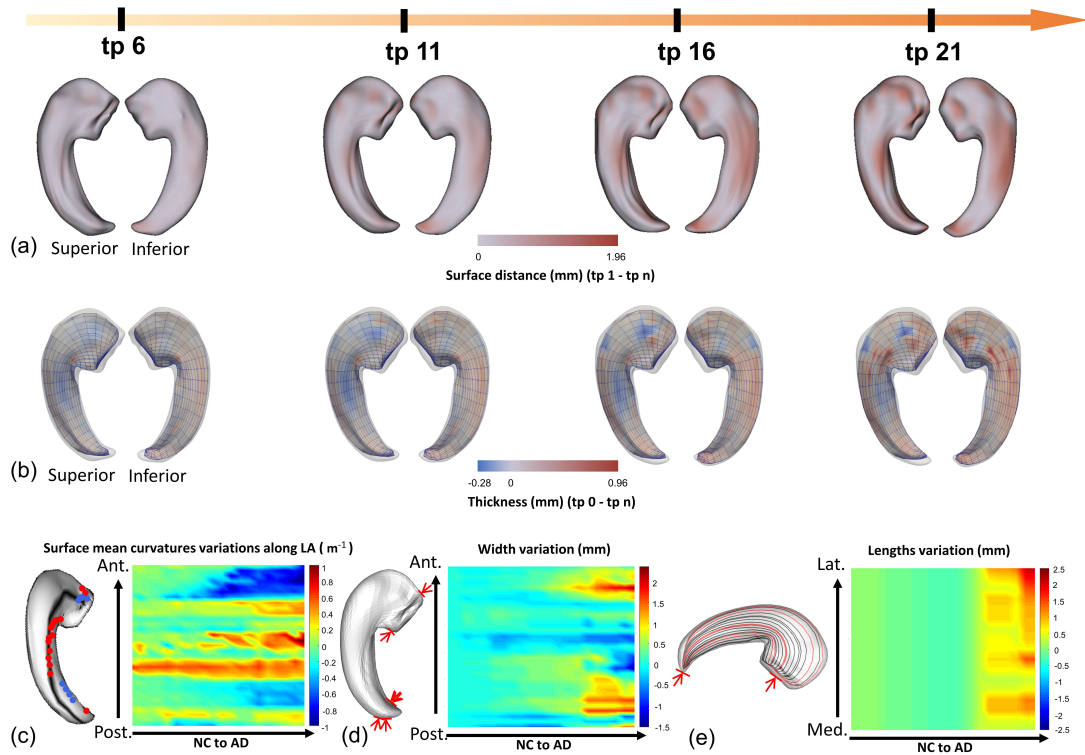 tp 6
tp 11
tp 16
tp 21
(a)
Superior
Inferior
0
1.96
Surface distance (mm) (tp 1 - tp n)
(b)
Superior
Inferior
-0.28
0
0.96
Thickness (mm) (tp 0 - tp n)
Surface mean curvatures variations along LA ( m⁻¹)
Ant.
Post.
(c)
NC to AD
1
0.8
0.6
0.4
0.2
0
-0.2
-0.4
-0.6
-0.8
-1
Width variation (mm)
Ant.
Post.
(d)
NC to AD
2
1.5
1
0.5
0
-0.5
-1
-1.5
Lengths variation (mm)
Lat.
Med.
(e)
NC to AD
2.5
2
1.5
1
0.5
0
-0.5
-1
-1.5
-2
-2.5